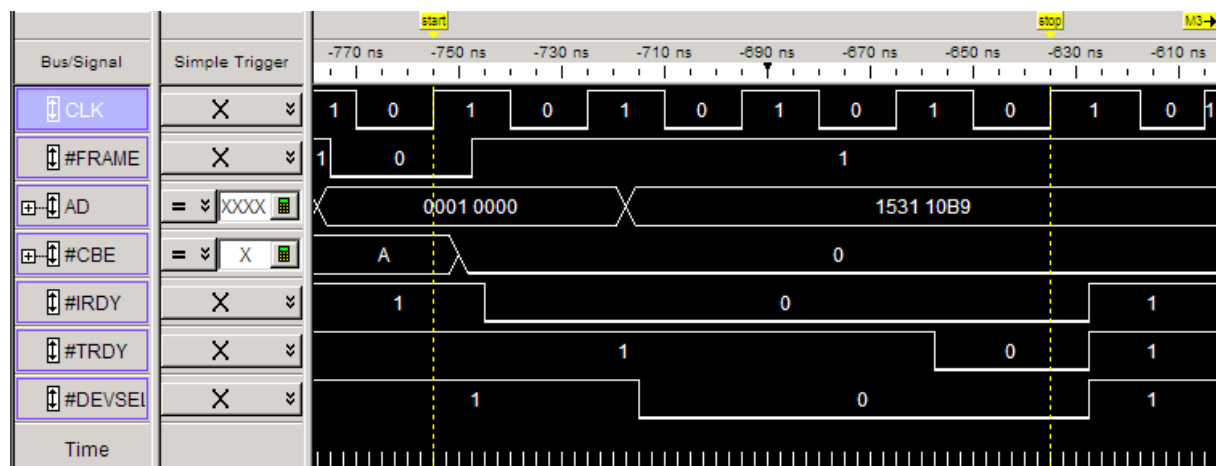 start stop M3
Bus/Signal Simple Trigger -770 ns -750 ns -730 ns -710 ns -690 ns -670 ns -650 ns -630 ns -610 ns
CLK X 1 0 1 0 1 0 1 0 1 0 1 0 1
#FRAME X 1 0 1
AD = XXXX 0001 0000 1531 10B9
#CBE = X A 0
#IRDY X 1 0 1
#TRDY X 1 0 1
#DEVSEL X 1 0 1
Time